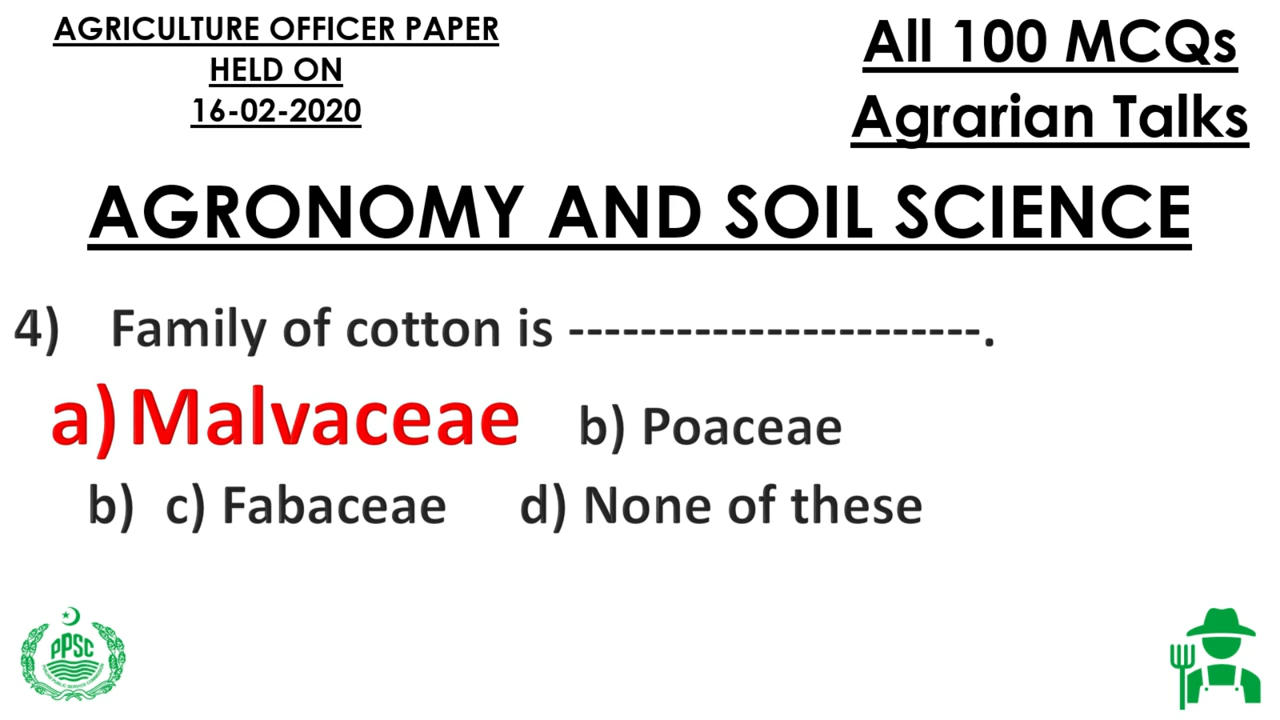 AGRICULTURE OFFICER PAPER
HELD ON
16-02-2020
All 100 MCQs
Agrarian Talks
AGRONOMY AND SOIL SCIENCE
4) Family of cotton is -----------------------.
a) Malvaceae b) Poaceae
b) c) Fabaceae d) None of these
PPSC